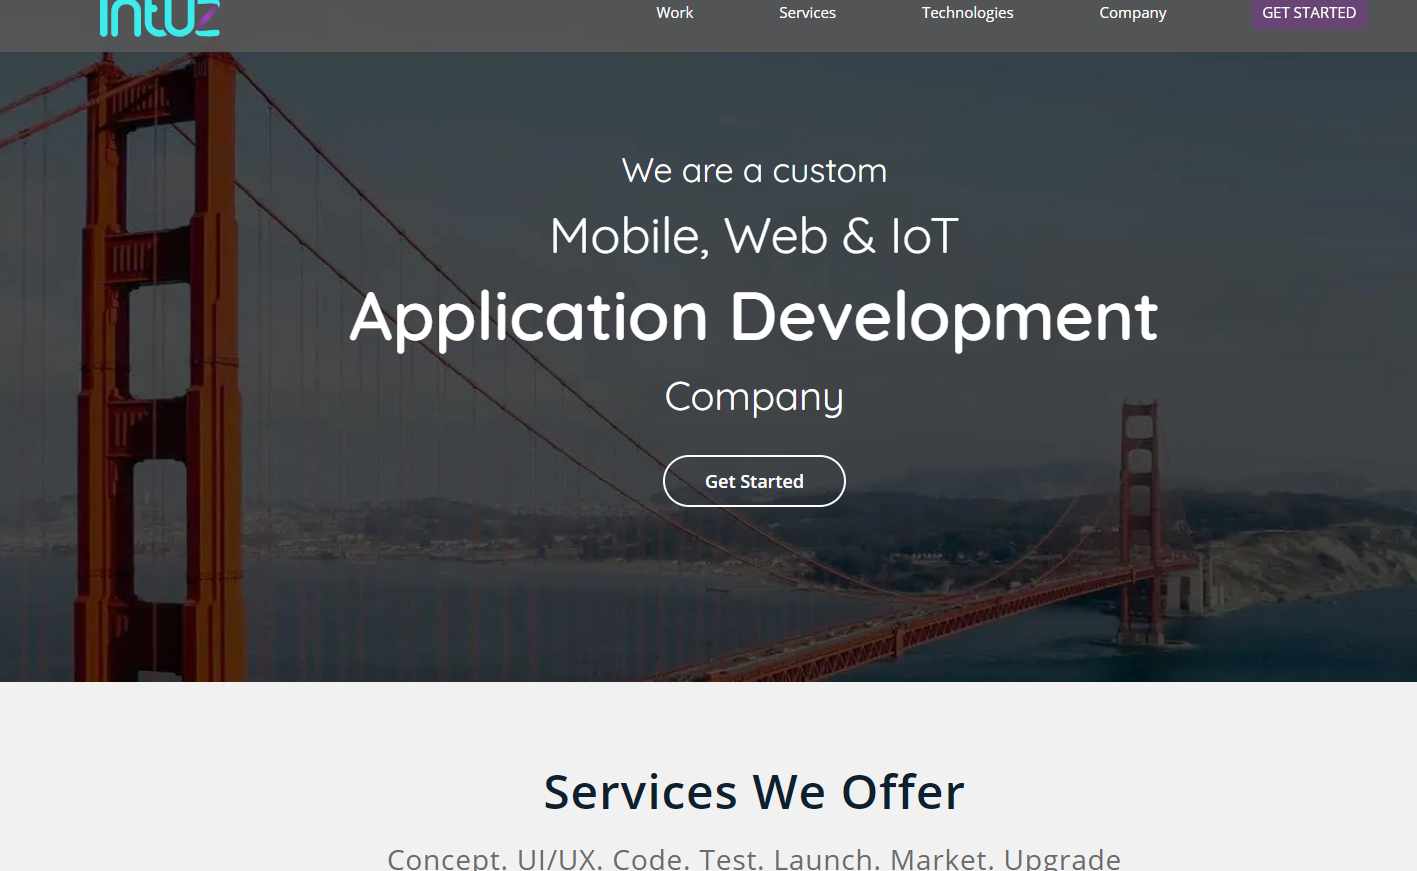 Intuz
Work Services Technologies Company GET STARTED
We are a custom
Mobile, Web & IoT
Application Development
Company
Get Started
Services We Offer
Concept. UI/UX. Code. Test. Launch. Market. Upgrade